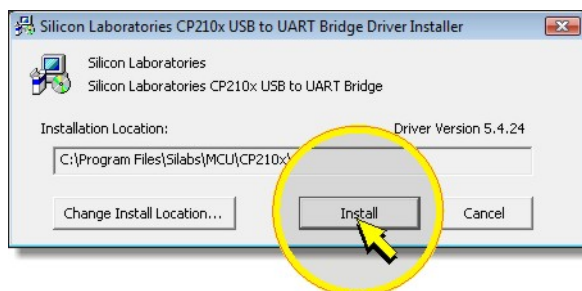 Silicon Laboratories CP210x USB to UART Bridge Driver Installer
Silicon Laboratories
Silicon Laboratories CP210x USB to UART Bridge
Installation Location:
Driver Version 5.4.24
C:\Program Files\Silabs\MCU\CP210x\
Change Install Location...
Install
Cancel